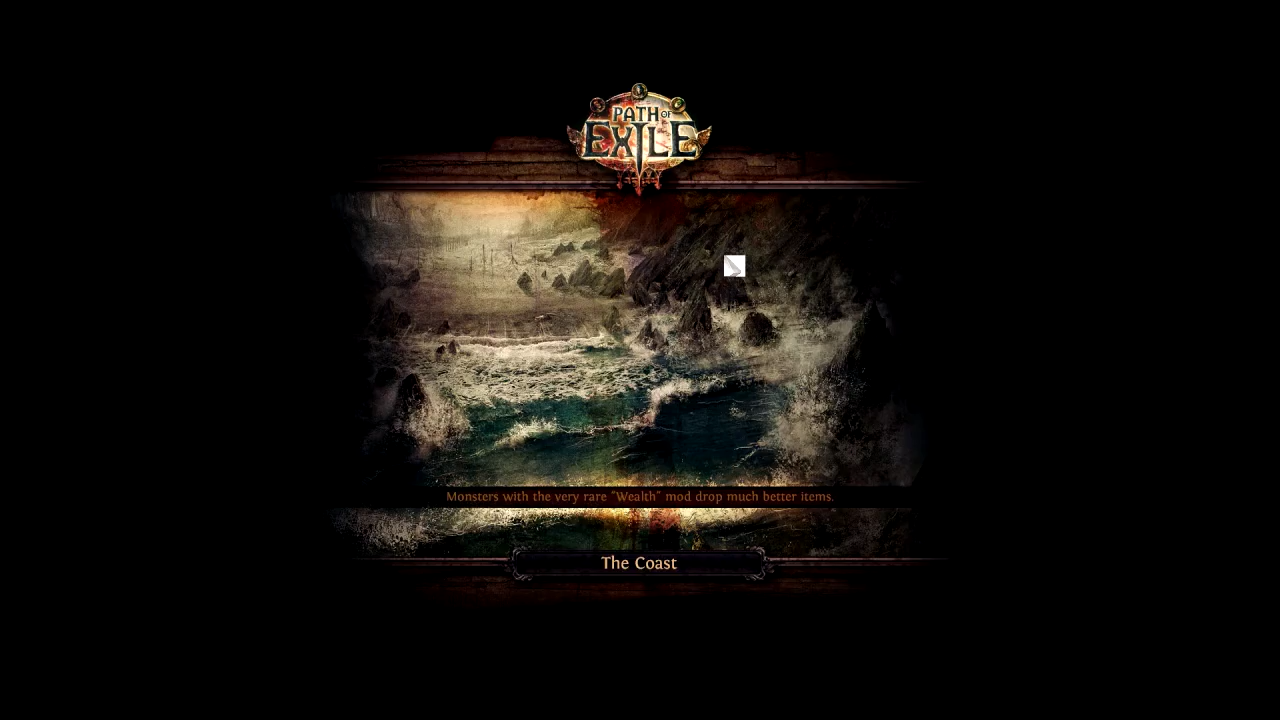 PATH OF
EXILE
Monsters with the very rare "Wealth" mod drop much better items.
The Coast